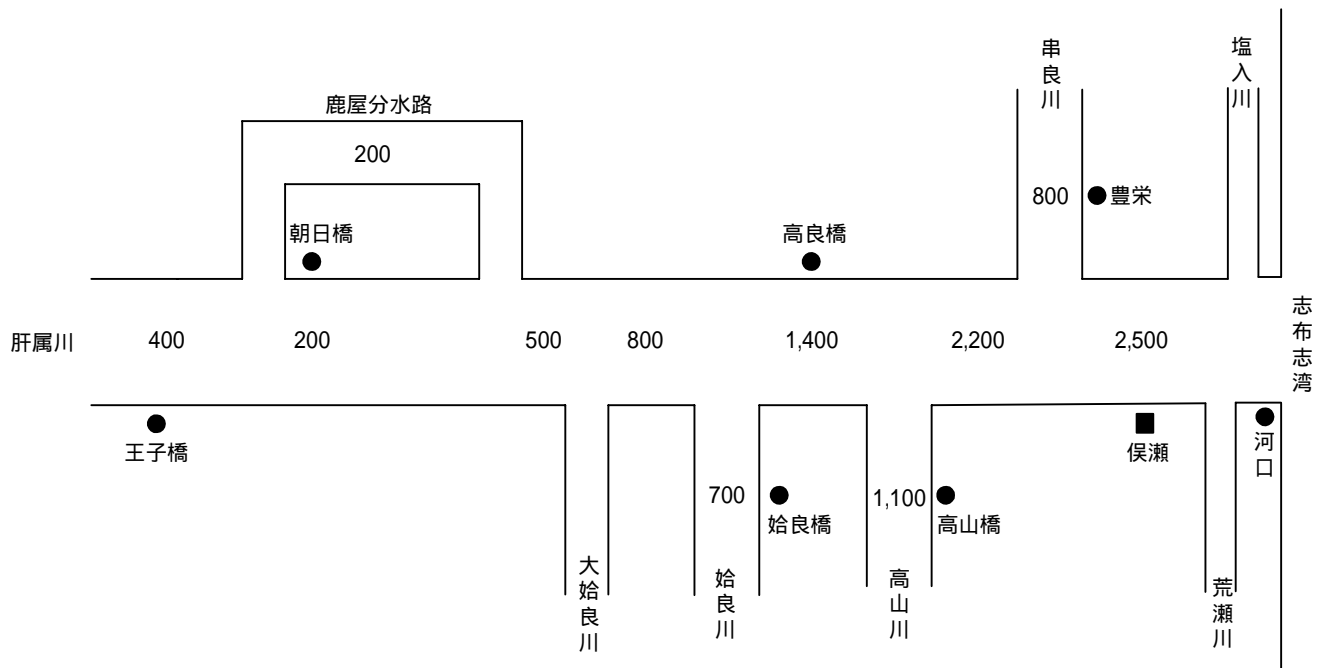 串良川
塩入川
鹿屋分水路
200
800
豊栄
朝日橋
高良橋
志布志湾
肝属川
400
200
500
800
1,400
2,200
2,500
王子橋
俣瀬
河口
700
姶良橋
1,100
高山橋
大姶良川
姶良川
高山川
荒瀬川